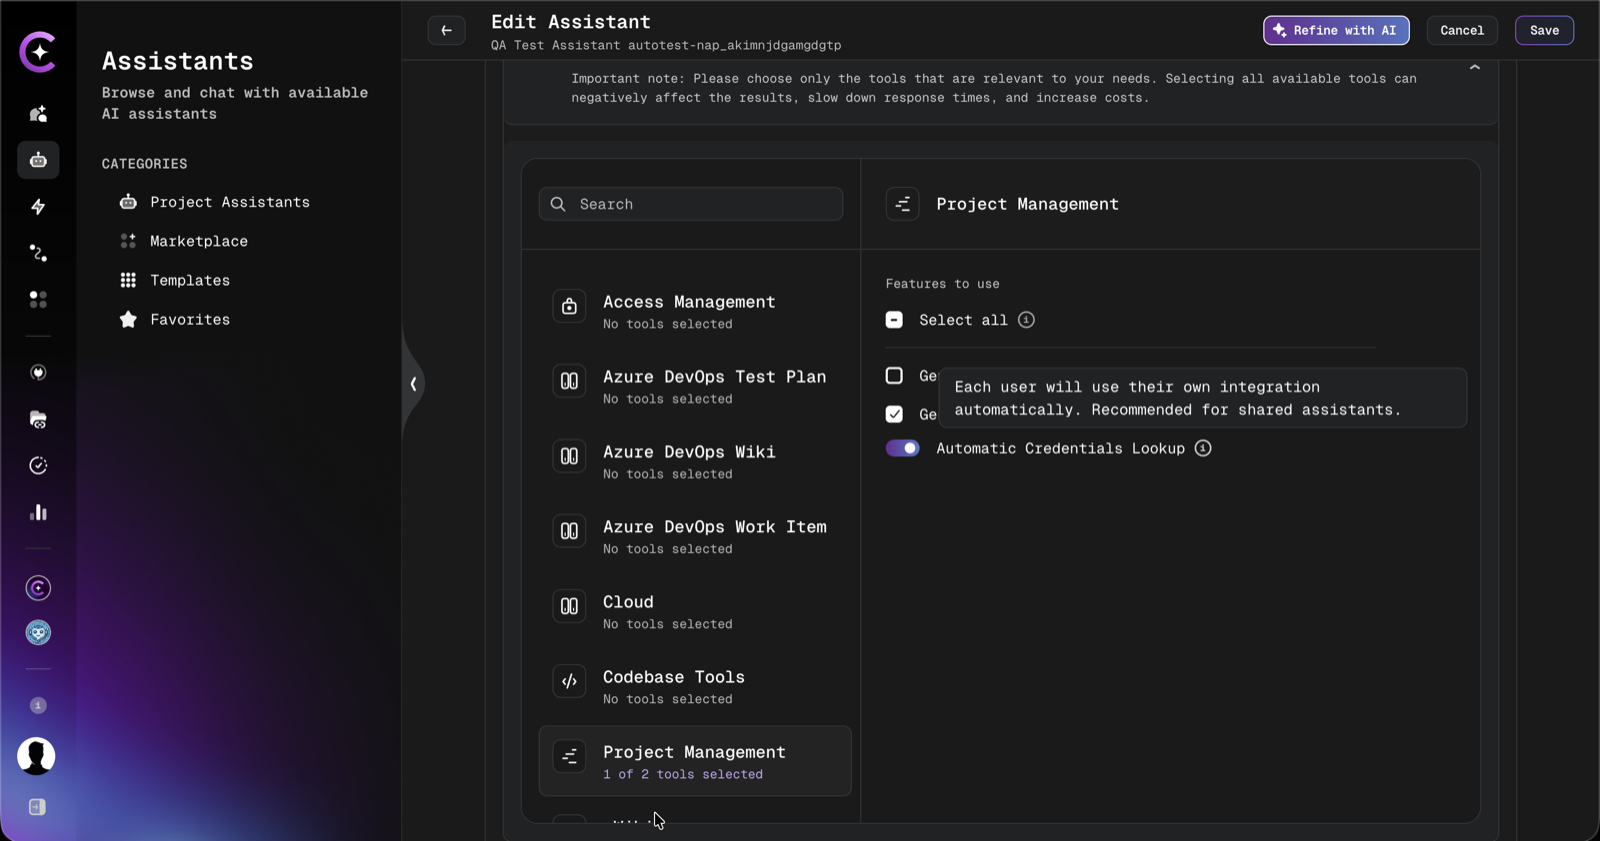 Assistants
Browse and chat with available
AI assistants
CATEGORIES
Project Assistants
Marketplace
Templates
Favorites
Edit Assistant
QA Test Assistant autotest-nap_akimnjdgamgdgtp
Refine with AI
Cancel
Save
Important note: Please choose only the tools that are relevant to your needs. Selecting all available tools can
negatively affect the results, slow down response times, and increase costs.
Search
Access Management
No tools selected
Azure DevOps Test Plan
No tools selected
Azure DevOps Wiki
No tools selected
Azure DevOps Work Item
No tools selected
Cloud
No tools selected
Codebase Tools
No tools selected
Project Management
1 of 2 tools selected
Project Management
Features to use
Select all
Ge
Each user will use their own integration
automatically. Recommended for shared assistants.
Ge
Automatic Credentials Lookup